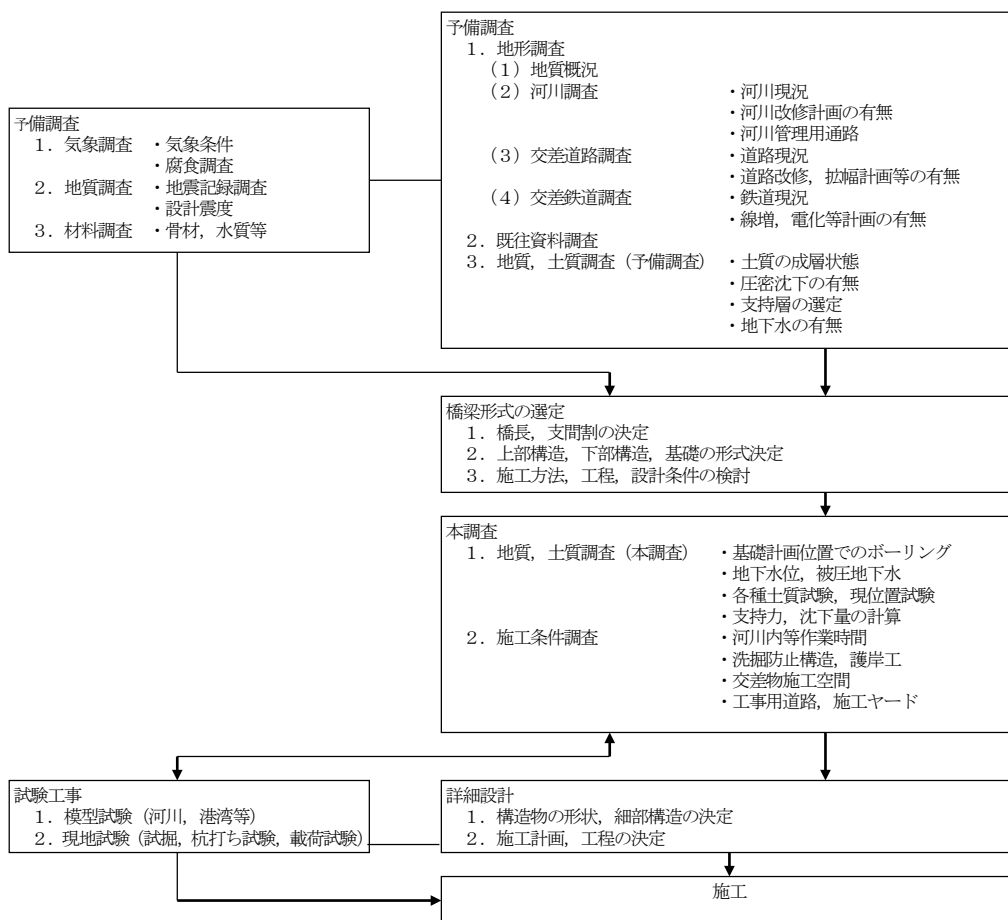 予備調査
1．地形調査
(1) 地質概況
(2) 河川調査 ・河川現況
・河川改修計画の有無
・河川管理用通路
(3) 交差道路調査 ・道路現況
・道路改修，拡幅計画等の有無
(4) 交差鉄道調査 ・鉄道現況
・線増，電化等計画の有無
2．既往資料調査
3．地質，土質調査（予備調査） ・土質の成層状態
・圧密沈下の有無
・支持層の選定
・地下水の有無
予備調査
1．気象調査 ・気象条件
・腐食調査
2．地質調査 ・地震記録調査
・設計震度
3．材料調査 ・骨材，水質等
橋梁形式の選定
1．橋長，支間割の決定
2．上部構造，下部構造，基礎の形式決定
3．施工方法，工程，設計条件の検討
本調査
1．地質，土質調査（本調査） ・基礎計画位置でのボーリング
・地下水位，被圧地下水
・各種土質試験，現位置試験
・支持力，沈下量の計算
2．施工条件調査 ・河川内等作業時間
・洗掘防止構造，護岸工
・交差物施工空間
・工事用道路，施工ヤード
試験工事
1．模型試験（河川，港湾等）
2．現地試験（試掘，杭打ち試験，載荷試験）
詳細設計
1．構造物の形状，細部構造の決定
2．施工計画，工程の決定
施工